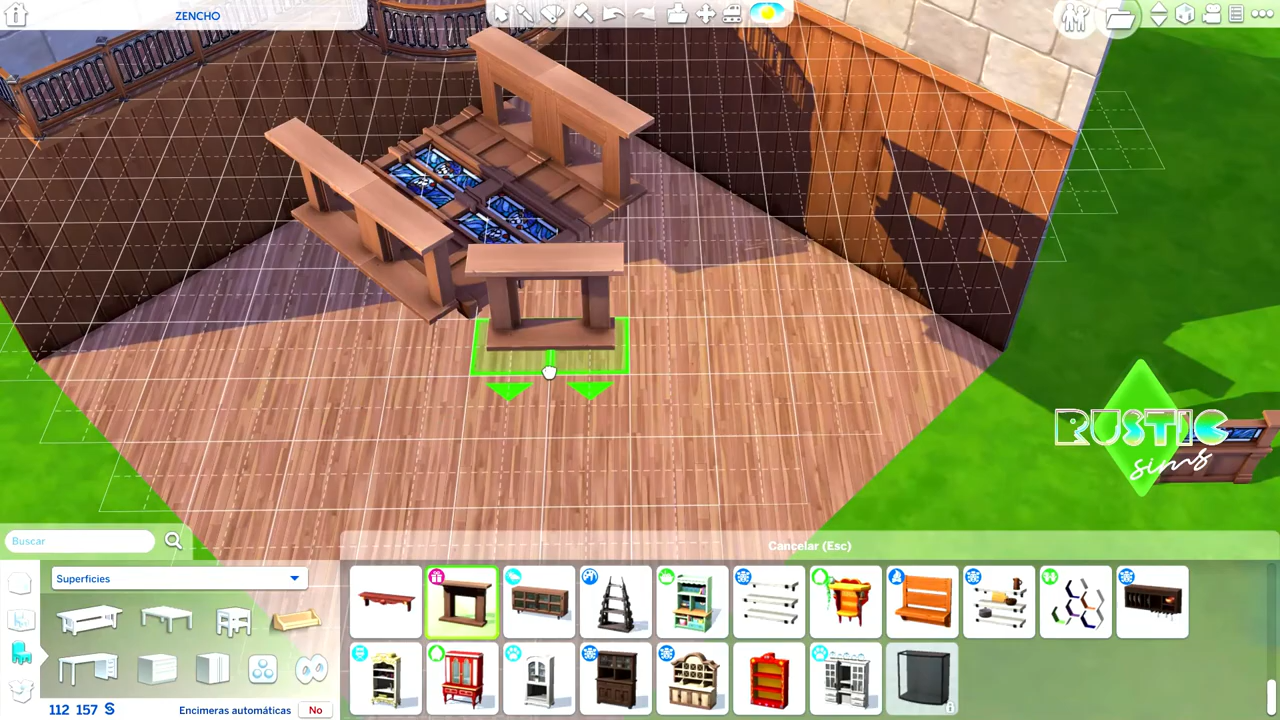 ZENCHO
RUSTIC
sims
Buscar
Cancelar (Esc)
Superficies
112 157 §
Encimeras automáticas
No